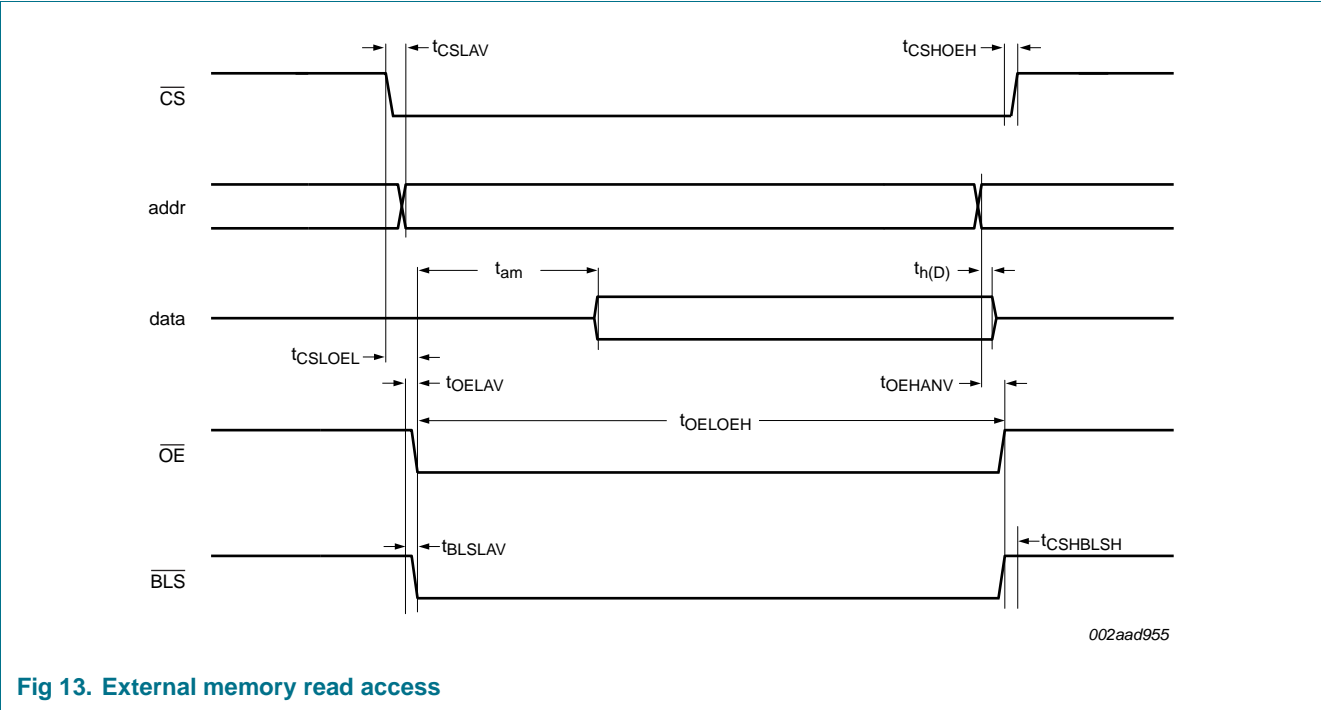 tCSLAV
tCSHOEH
CS
addr
tam
th(D)
data
tCSLOEL
tOELAV
tOEHANV
tOELOEH
OE
tBLSLAV
tCSHBLSH
BLS
002aad955
Fig 13. External memory read access